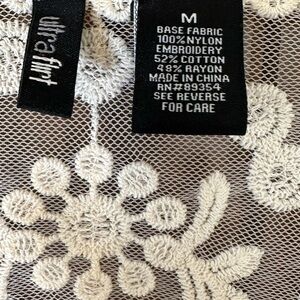 ultra flirt
M
BASE FABRIC
100% NYLON
EMBROIDERY
52% COTTON
48% RAYON
MADE IN CHINA
RN#89354
SEE REVERSE
FOR CARE